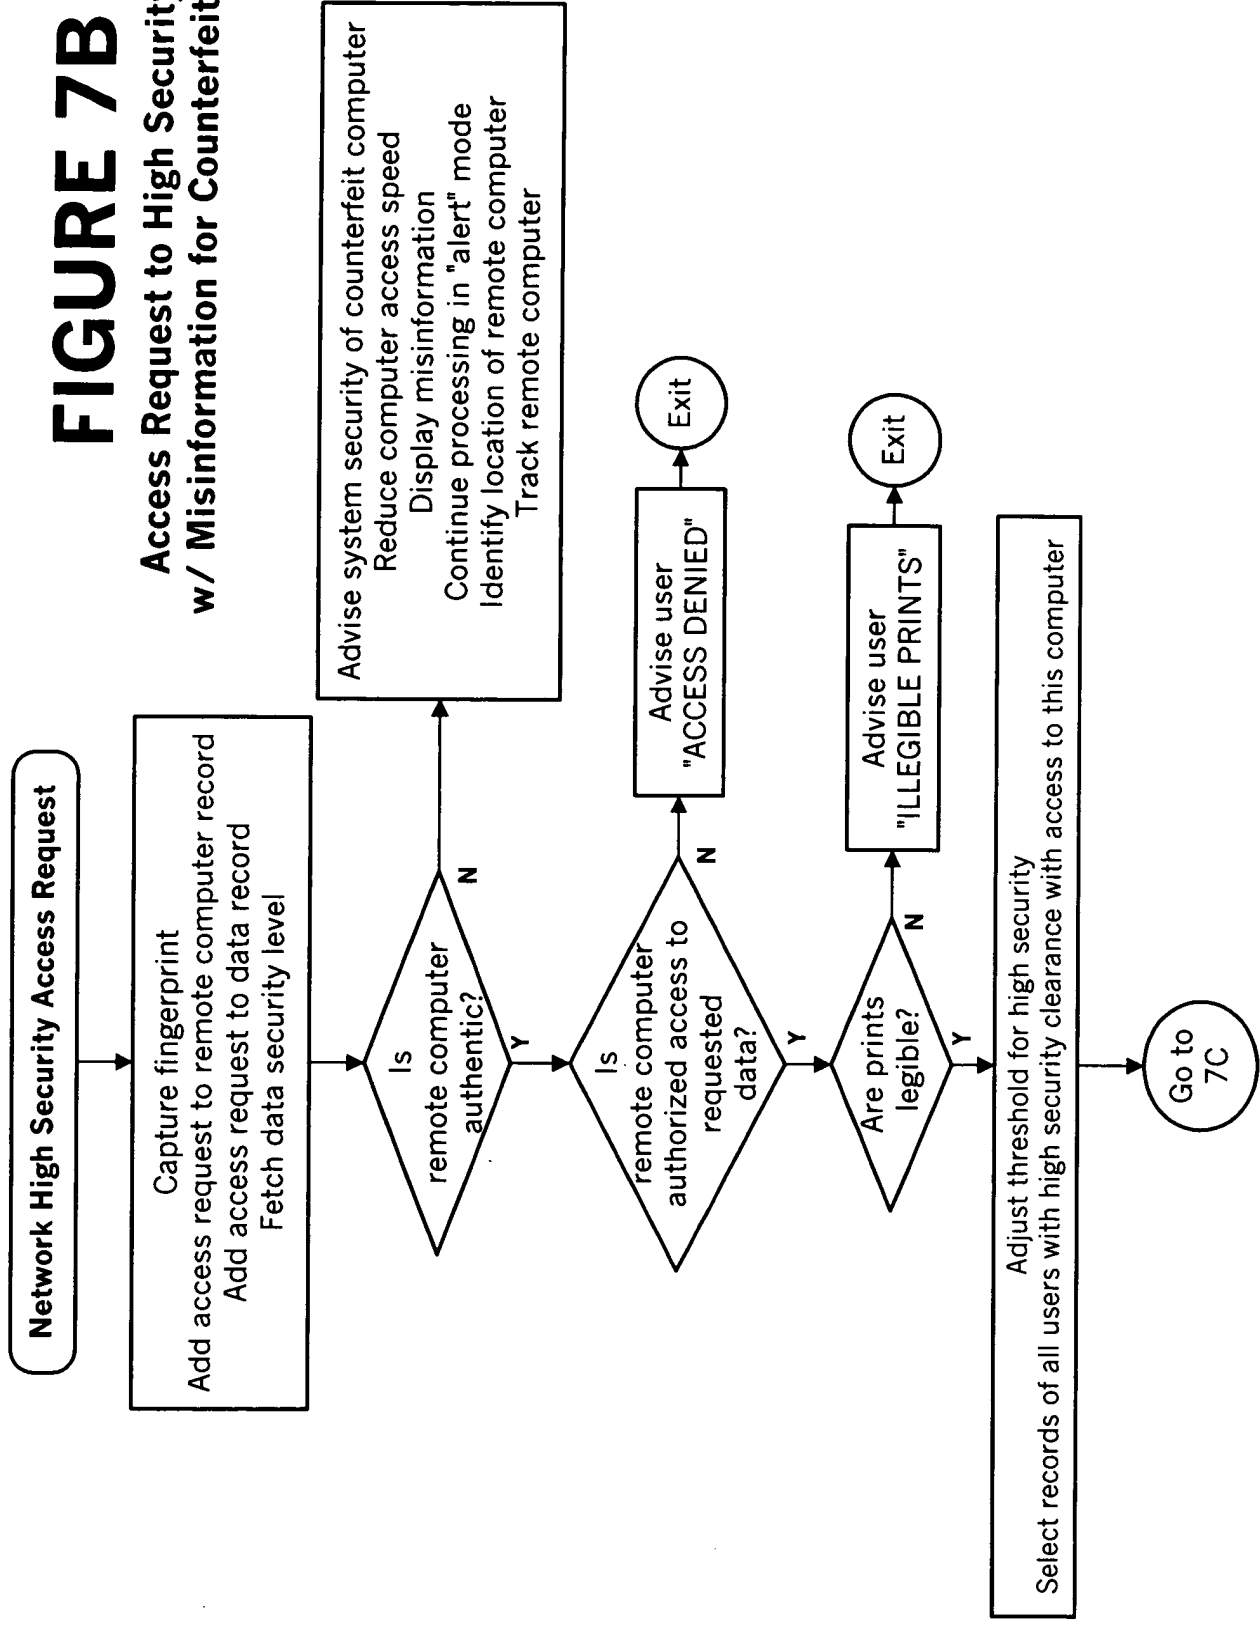 FIGURE 7B
Access Request to High Security
w/ Misinformation for Counterfeit
Network High Security Access Request
Capture fingerprint
Add access request to remote computer record
Add access request to data record
Fetch data security level
Is
remote computer
authentic?
N
Y
Advise system security of counterfeit computer
Reduce computer access speed
Display misinformation
Continue processing in "alert" mode
Identify location of remote computer
Track remote computer
Is
remote computer
authorized access to
requested
data?
N
Y
Advise user
"ACCESS DENIED"
Exit
Are prints
legible?
N
Y
Advise user
"ILLEGIBLE PRINTS"
Exit
Adjust threshold for high security
Select records of all users with high security clearance with access to this computer
Go to
7C